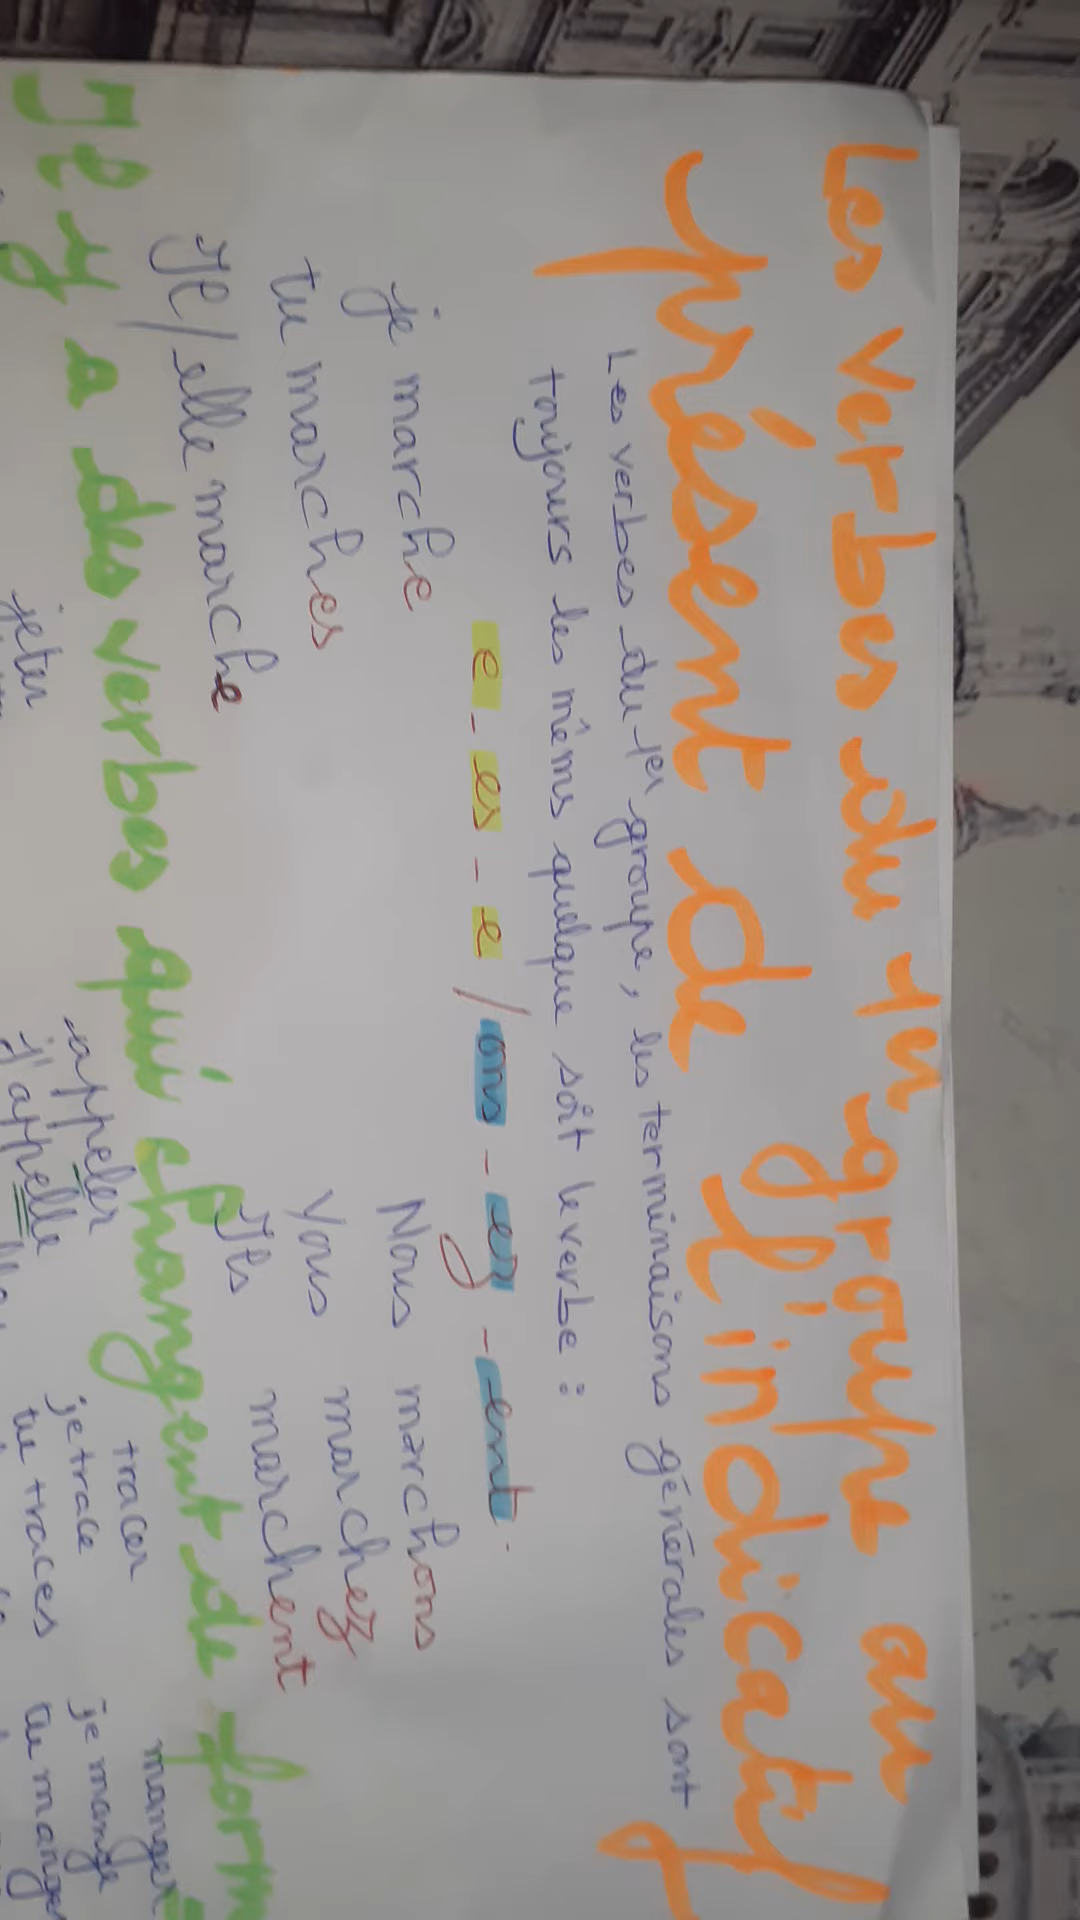 Les verbes du 1er groupe au
présent de l'indicatif
Les verbes du 1er groupe, les terminaisons générales sont
toujours les mêms quelque soit le verbe :
e - es - e / ons - ez - ent
je marche Nous marchons
tu marches Vous marchez
Il/elle marche Ils marchent
Il y a des verbes qui changent de form
jeter appeler tracer manger
j'appelle je trace je mange
tu traces tu manges